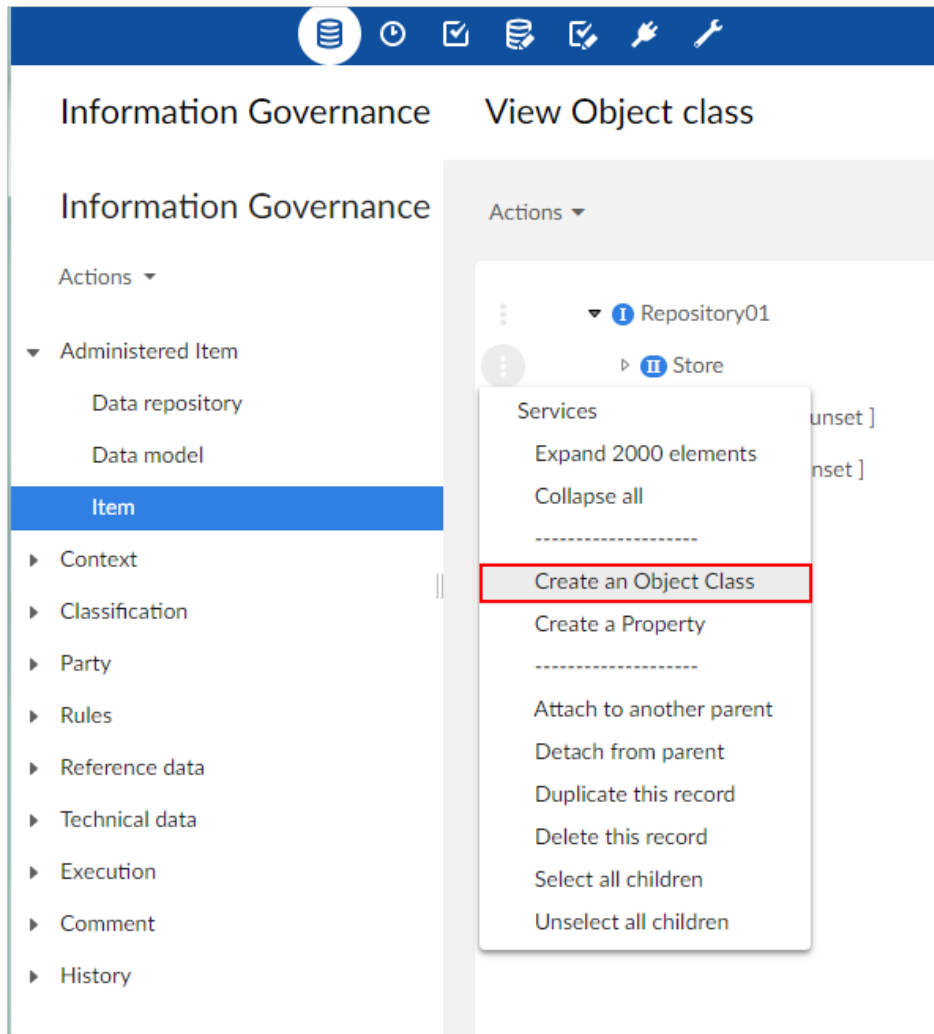 Information Governance
View Object class
Information Governance
Actions
Administered Item
Data repository
Data model
Item
Context
Classification
Party
Rules
Reference data
Technical data
Execution
Comment
History
Actions
I Repository01
II Store
unset ]
nset ]
Services
Expand 2000 elements
Collapse all
--------------------
Create an Object Class
Create a Property
--------------------
Attach to another parent
Detach from parent
Duplicate this record
Delete this record
Select all children
Unselect all children